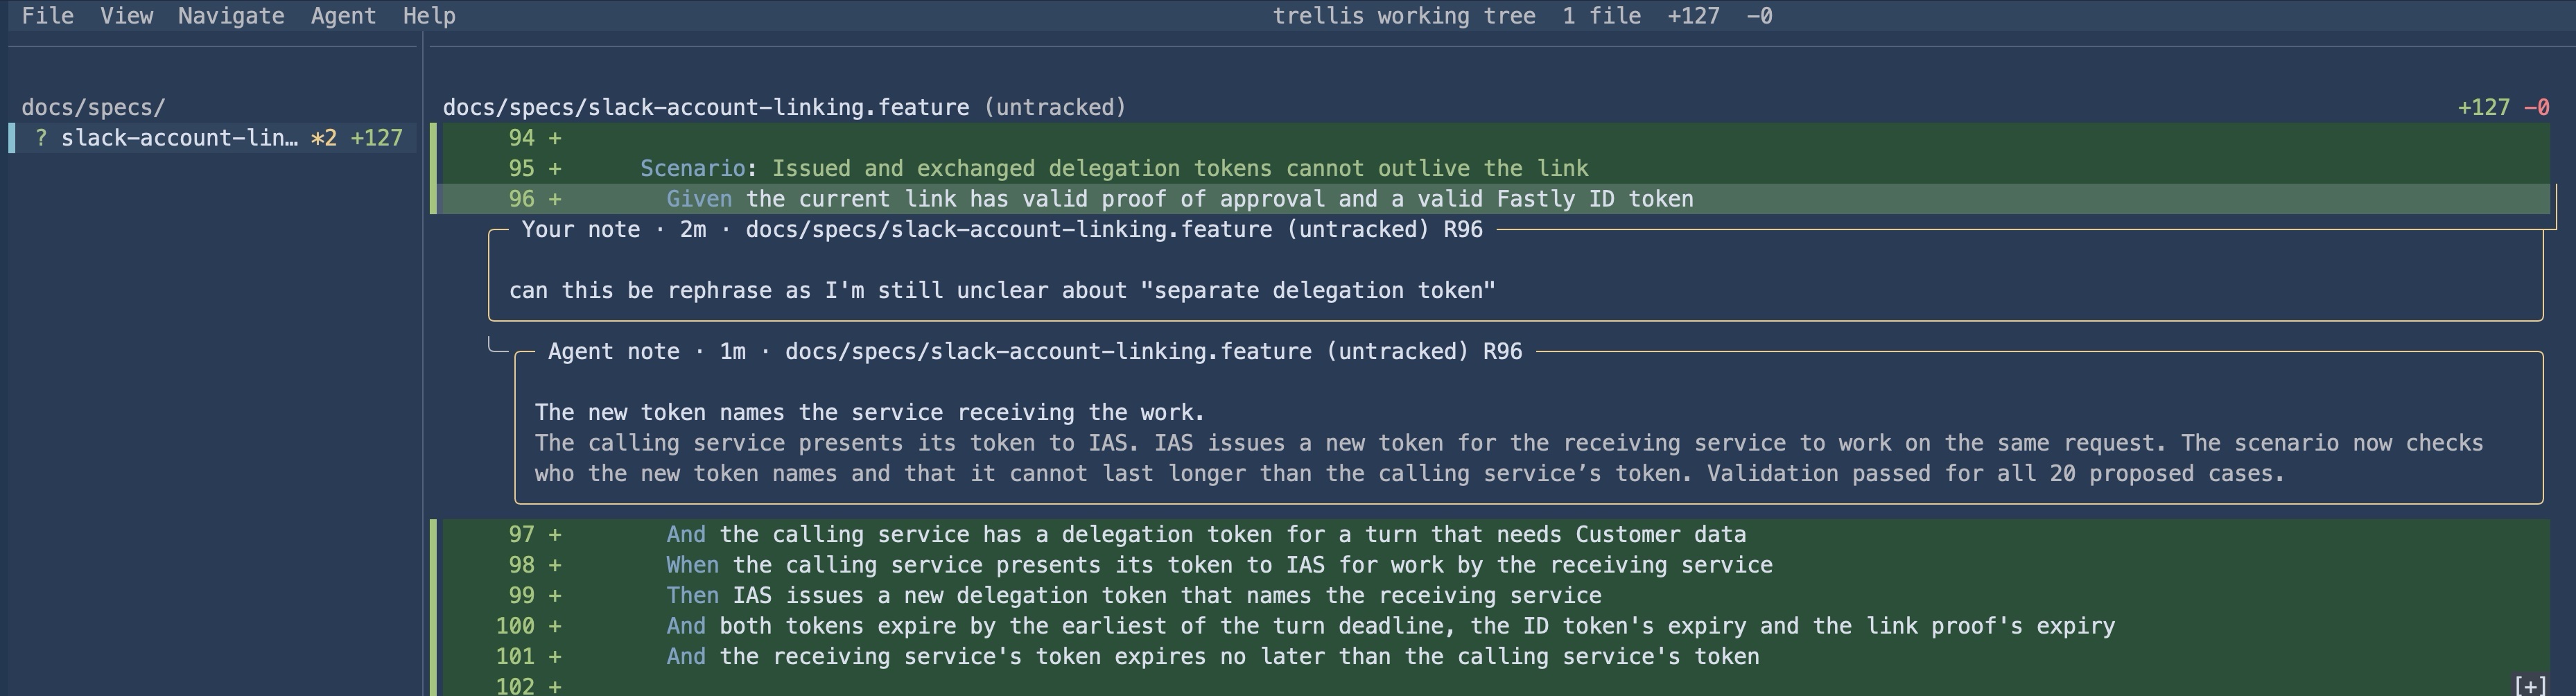 File View Navigate Agent Help trellis working tree 1 file +127 -0
docs/specs/
? slack-account-lin… *2 +127
docs/specs/slack-account-linking.feature (untracked) +127 -0
94 +
95 + Scenario: Issued and exchanged delegation tokens cannot outlive the link
96 + Given the current link has valid proof of approval and a valid Fastly ID token
Your note · 2m · docs/specs/slack-account-linking.feature (untracked) R96
can this be rephrase as I'm still unclear about "separate delegation token"
Agent note · 1m · docs/specs/slack-account-linking.feature (untracked) R96
The new token names the service receiving the work.
The calling service presents its token to IAS. IAS issues a new token for the receiving service to work on the same request. The scenario now checks
who the new token names and that it cannot last longer than the calling service’s token. Validation passed for all 20 proposed cases.
97 + And the calling service has a delegation token for a turn that needs Customer data
98 + When the calling service presents its token to IAS for work by the receiving service
99 + Then IAS issues a new delegation token that names the receiving service
100 + And both tokens expire by the earliest of the turn deadline, the ID token's expiry and the link proof's expiry
101 + And the receiving service's token expires no later than the calling service's token
102 +
[+]